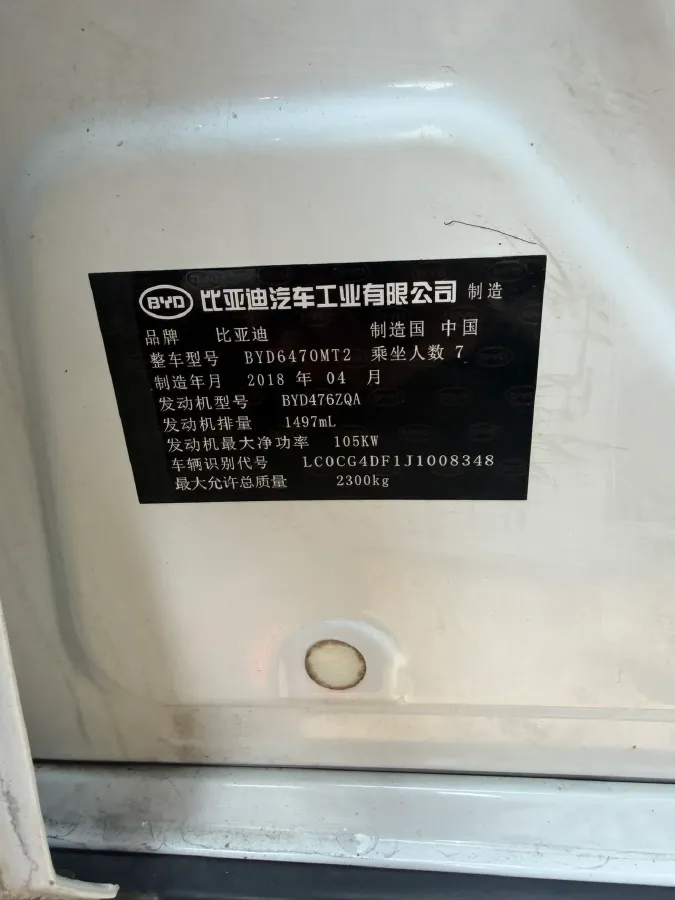 BYD 比亚迪汽车工业有限公司 制造
品牌 比亚迪 制造国 中国
整车型号 BYD6470MT2 乘坐人数 7
制造年月 2018 年 04 月
发动机型号 BYD476ZQA
发动机排量 1497mL
发动机最大净功率 105KW
车辆识别代号 LC0CG4DF1J1008348
最大允许总质量 2300kg